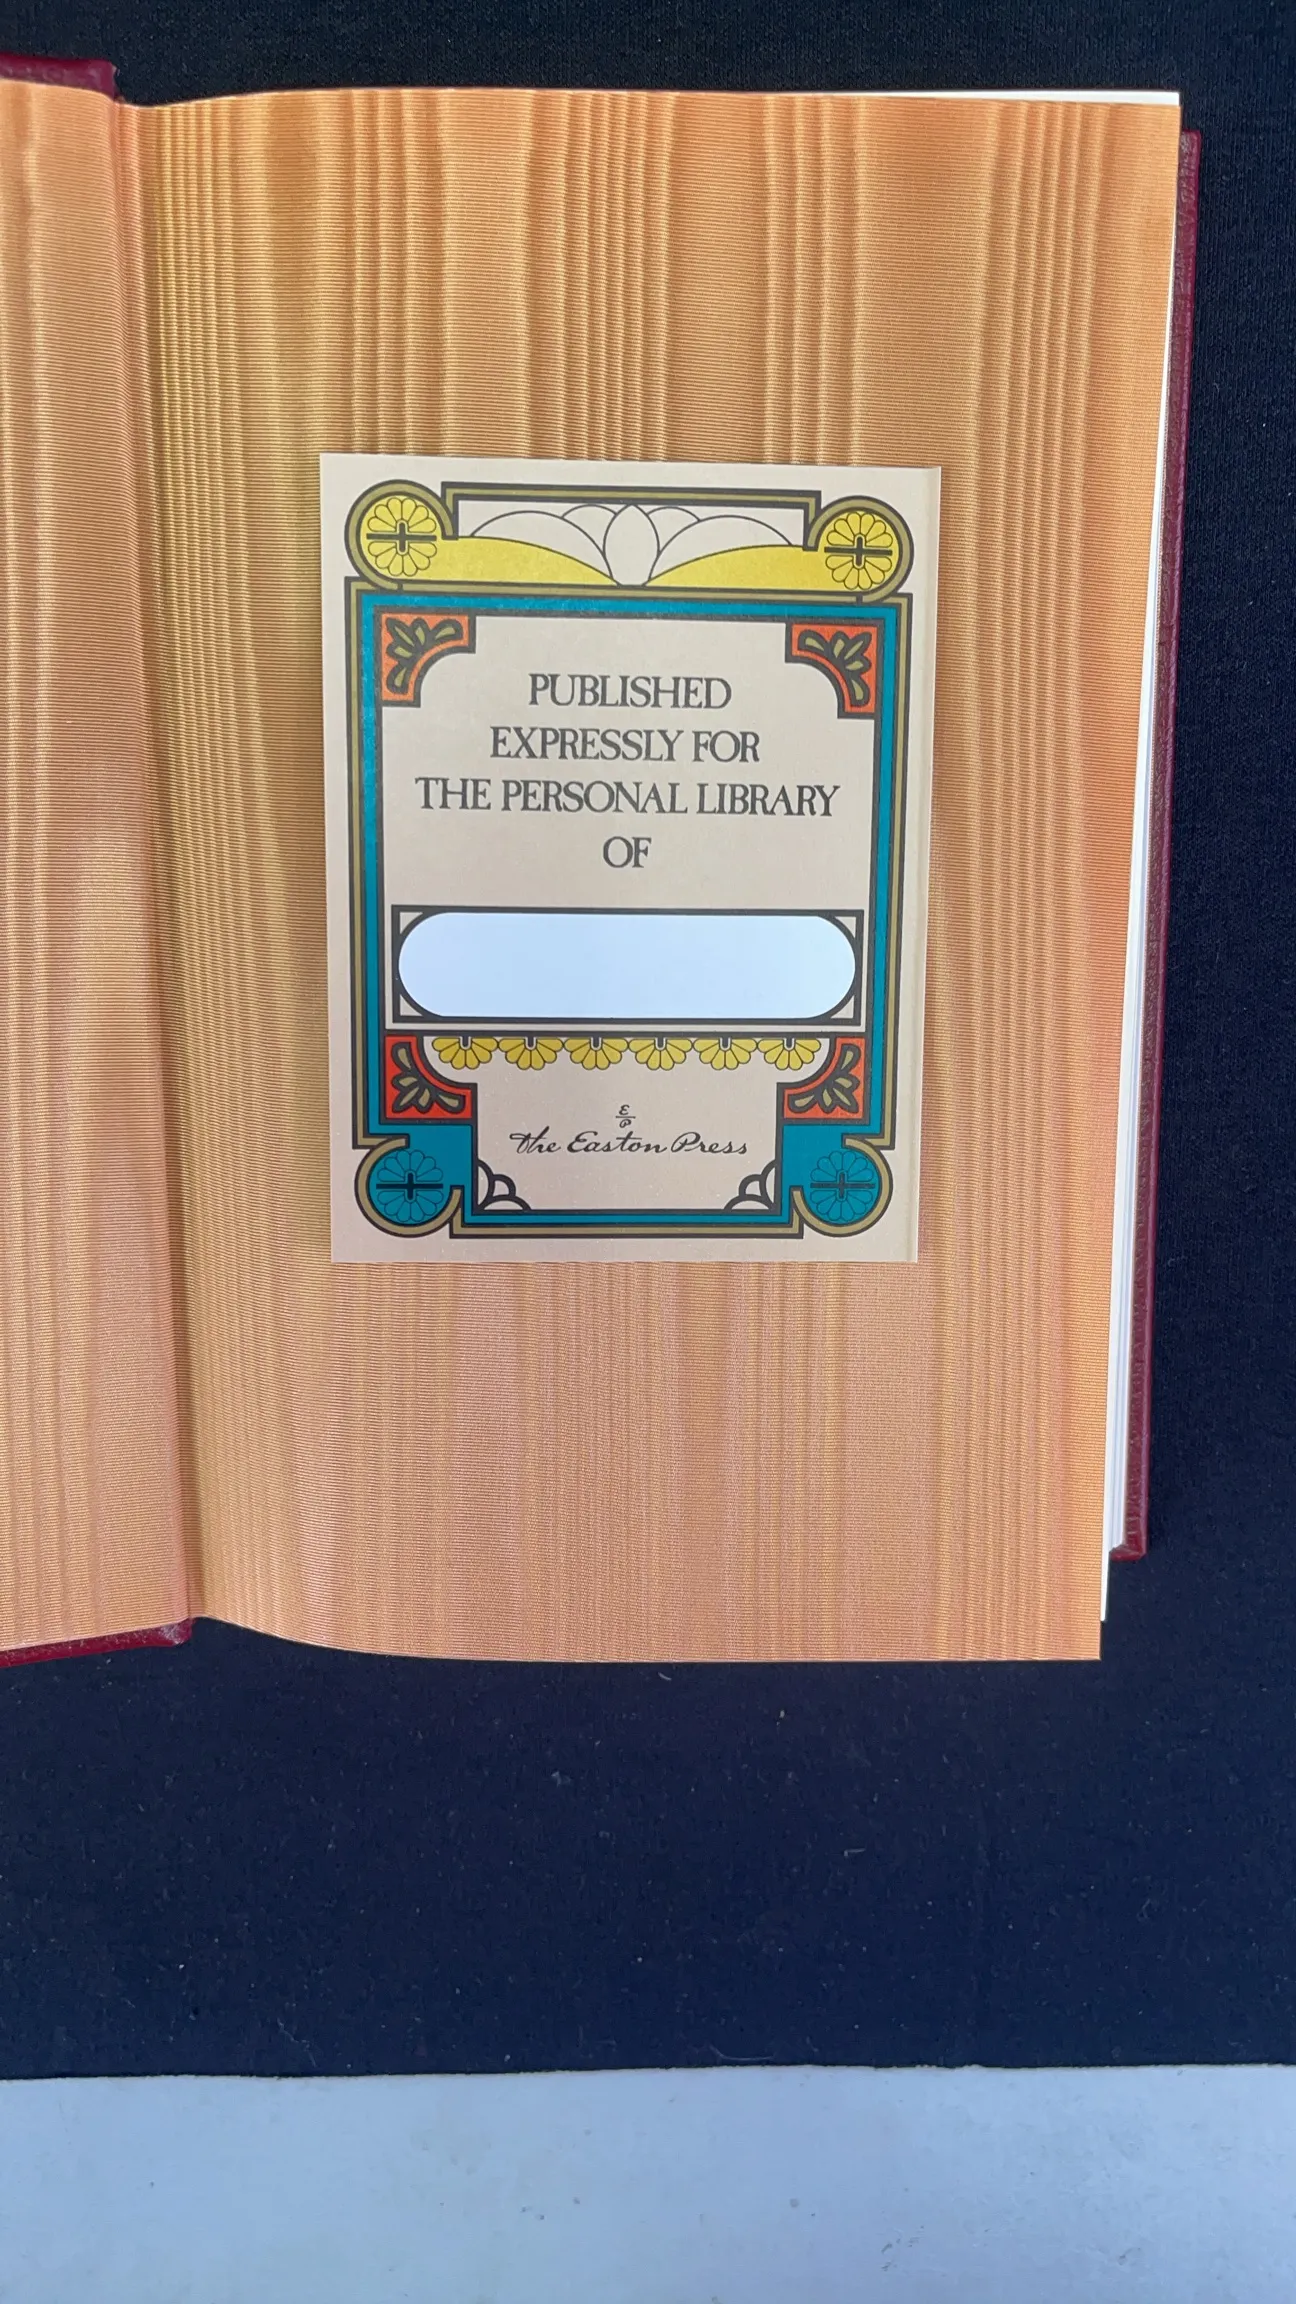 PUBLISHED
EXPRESSLY FOR
THE PERSONAL LIBRARY
OF
E
P
The Easton Press